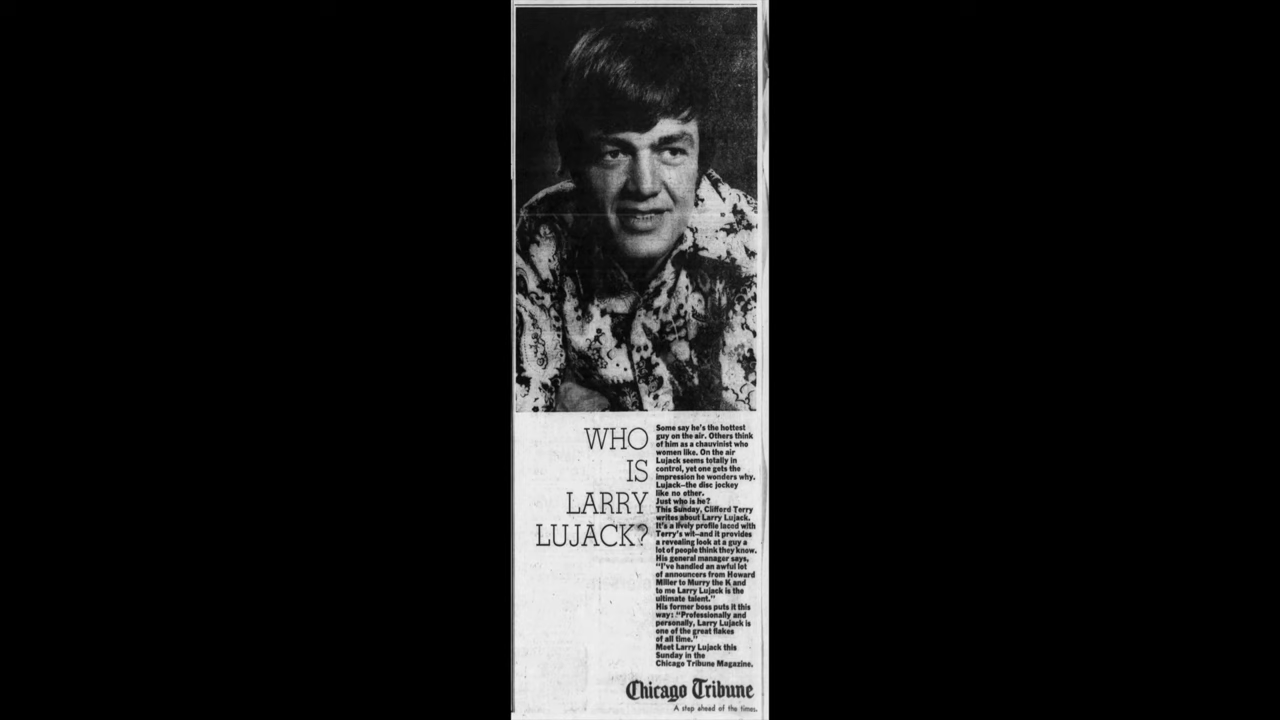 WHO
IS
LARRY
LUJACK?
Some say he's the hottest
guy on the air. Others think
of him as a chauvinist who
women like. On the air
Lujack seems totally in
control, yet one gets the
impression he wonders why.
Lujack—the disc jockey
like no other.
Just who is he?
This Sunday, Clifford Terry
writes about Larry Lujack.
It's a lively profile laced with
Terry's wit—and it provides
a revealing look at a guy a
lot of people think they know.
His general manager says,
"I've handled an awful lot
of announcers from Howard
Miller to Murry the K and
to me Larry Lujack is the
ultimate talent."
His former boss puts it this
way: "Professionally and
personally, Larry Lujack is
one of the great flakes
of all time."
Meet Larry Lujack this
Sunday in the
Chicago Tribune Magazine.
Chicago Tribune
A step ahead of the times.